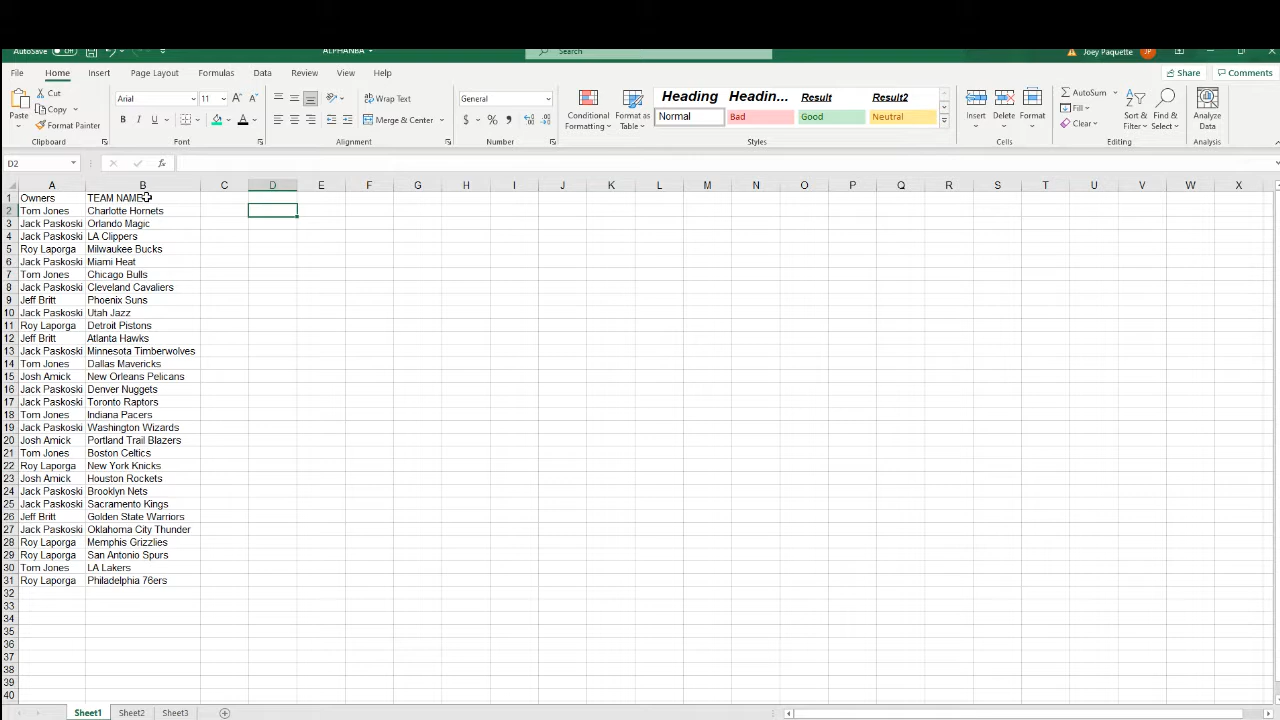 AutoSave Off ALPHANBA Search Joey Paquette JP
File Home Insert Page Layout Formulas Data Review View Help Share Comments
Cut Arial 11 Wrap Text General Heading Headin... Result Result2 AutoSum
Copy Fill
Paste Format Painter B I U A Merge & Center $ % Conditional Formatting Format as Table Normal Bad Good Neutral Insert Delete Format Clear Sort & Filter Find & Select Analyze Data
Clipboard Font Alignment Number Styles Cells Editing Analysis
D2 fx
A B C D E F G H I J K L M N O P Q R S T U V W X
1 Owners TEAM NAME
2 Tom Jones Charlotte Hornets
3 Jack Paskoski Orlando Magic
4 Jack Paskoski LA Clippers
5 Roy Laporga Milwaukee Bucks
6 Jack Paskoski Miami Heat
7 Tom Jones Chicago Bulls
8 Jack Paskoski Cleveland Cavaliers
9 Jeff Britt Phoenix Suns
10 Jack Paskoski Utah Jazz
11 Roy Laporga Detroit Pistons
12 Jeff Britt Atlanta Hawks
13 Jack Paskoski Minnesota Timberwolves
14 Tom Jones Dallas Mavericks
15 Josh Amick New Orleans Pelicans
16 Jack Paskoski Denver Nuggets
17 Jack Paskoski Toronto Raptors
18 Tom Jones Indiana Pacers
19 Jack Paskoski Washington Wizards
20 Josh Amick Portland Trail Blazers
21 Tom Jones Boston Celtics
22 Roy Laporga New York Knicks
23 Josh Amick Houston Rockets
24 Jack Paskoski Brooklyn Nets
25 Jack Paskoski Sacramento Kings
26 Jeff Britt Golden State Warriors
27 Jack Paskoski Oklahoma City Thunder
28 Roy Laporga Memphis Grizzlies
29 Roy Laporga San Antonio Spurs
30 Tom Jones LA Lakers
31 Roy Laporga Philadelphia 76ers
32
33
34
35
36
37
38
39
40
Sheet1 Sheet2 Sheet3